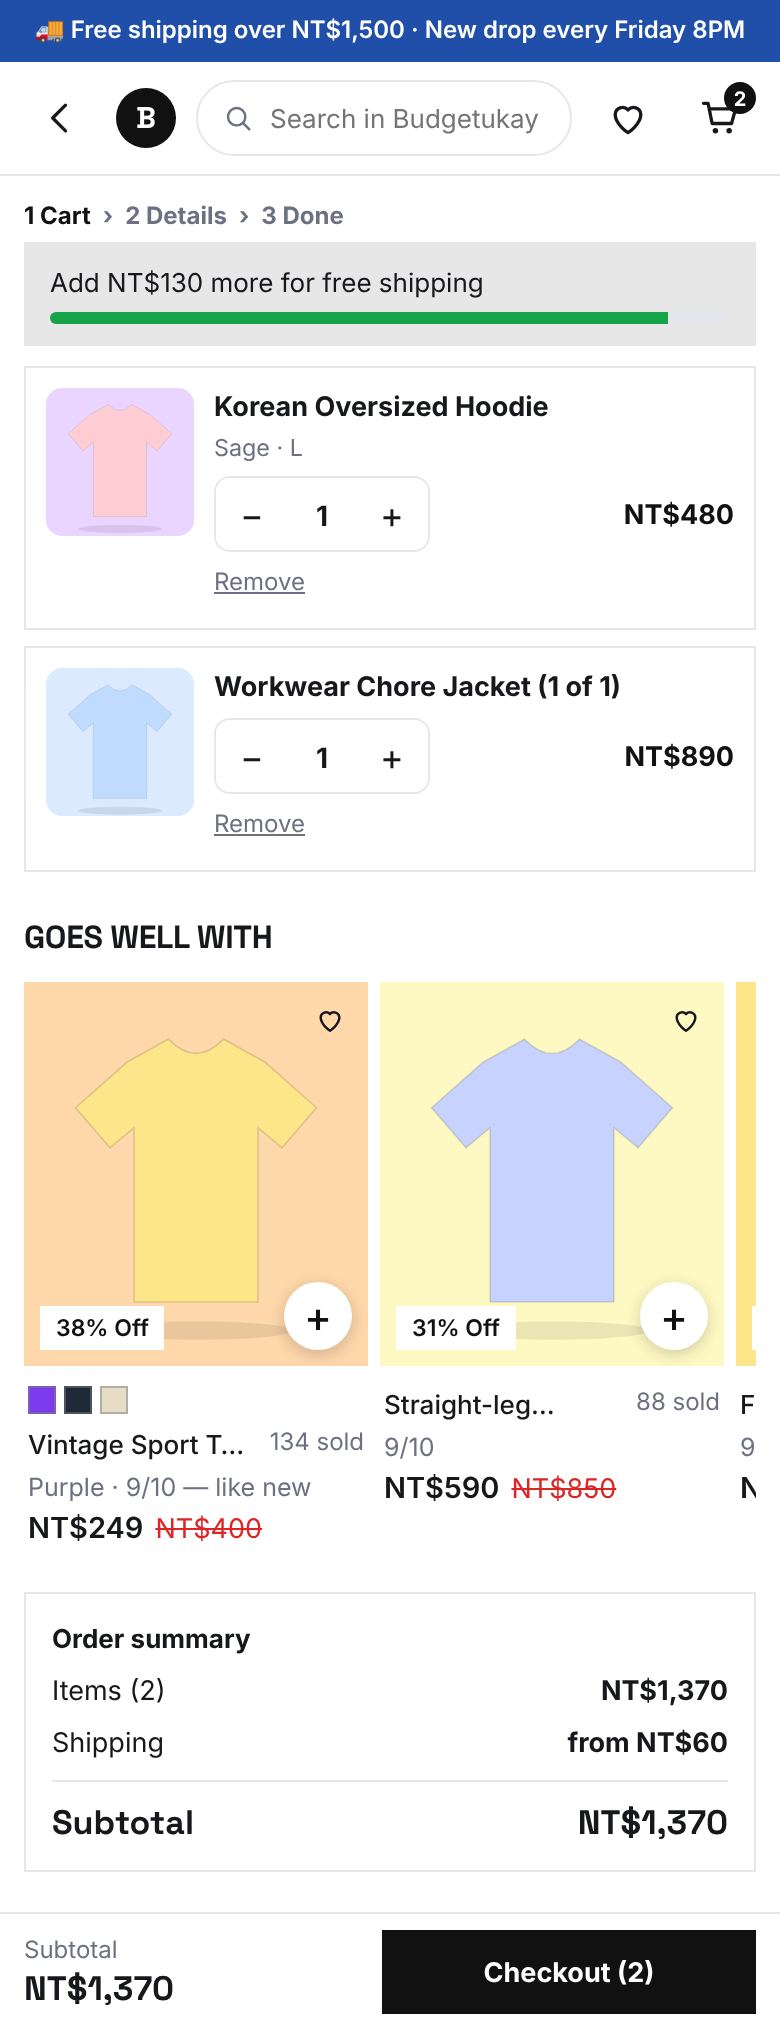 🚚 Free shipping over NT$1,500 · New drop every Friday 8PM
B
Search in Budgetukay
2
1 Cart › 2 Details › 3 Done
Add NT$130 more for free shipping
Korean Oversized Hoodie
Sage · L
− 1 + NT$480
Remove
Workwear Chore Jacket (1 of 1)
− 1 + NT$890
Remove
GOES WELL WITH
38% Off +
31% Off +
Vintage Sport T... 134 sold
Purple · 9/10 — like new
NT$249 NT$400
Straight-leg... 88 sold
9/10
NT$590 NT$850
F
9
Order summary
Items (2) NT$1,370
Shipping from NT$60
Subtotal NT$1,370
Subtotal
NT$1,370
Checkout (2)